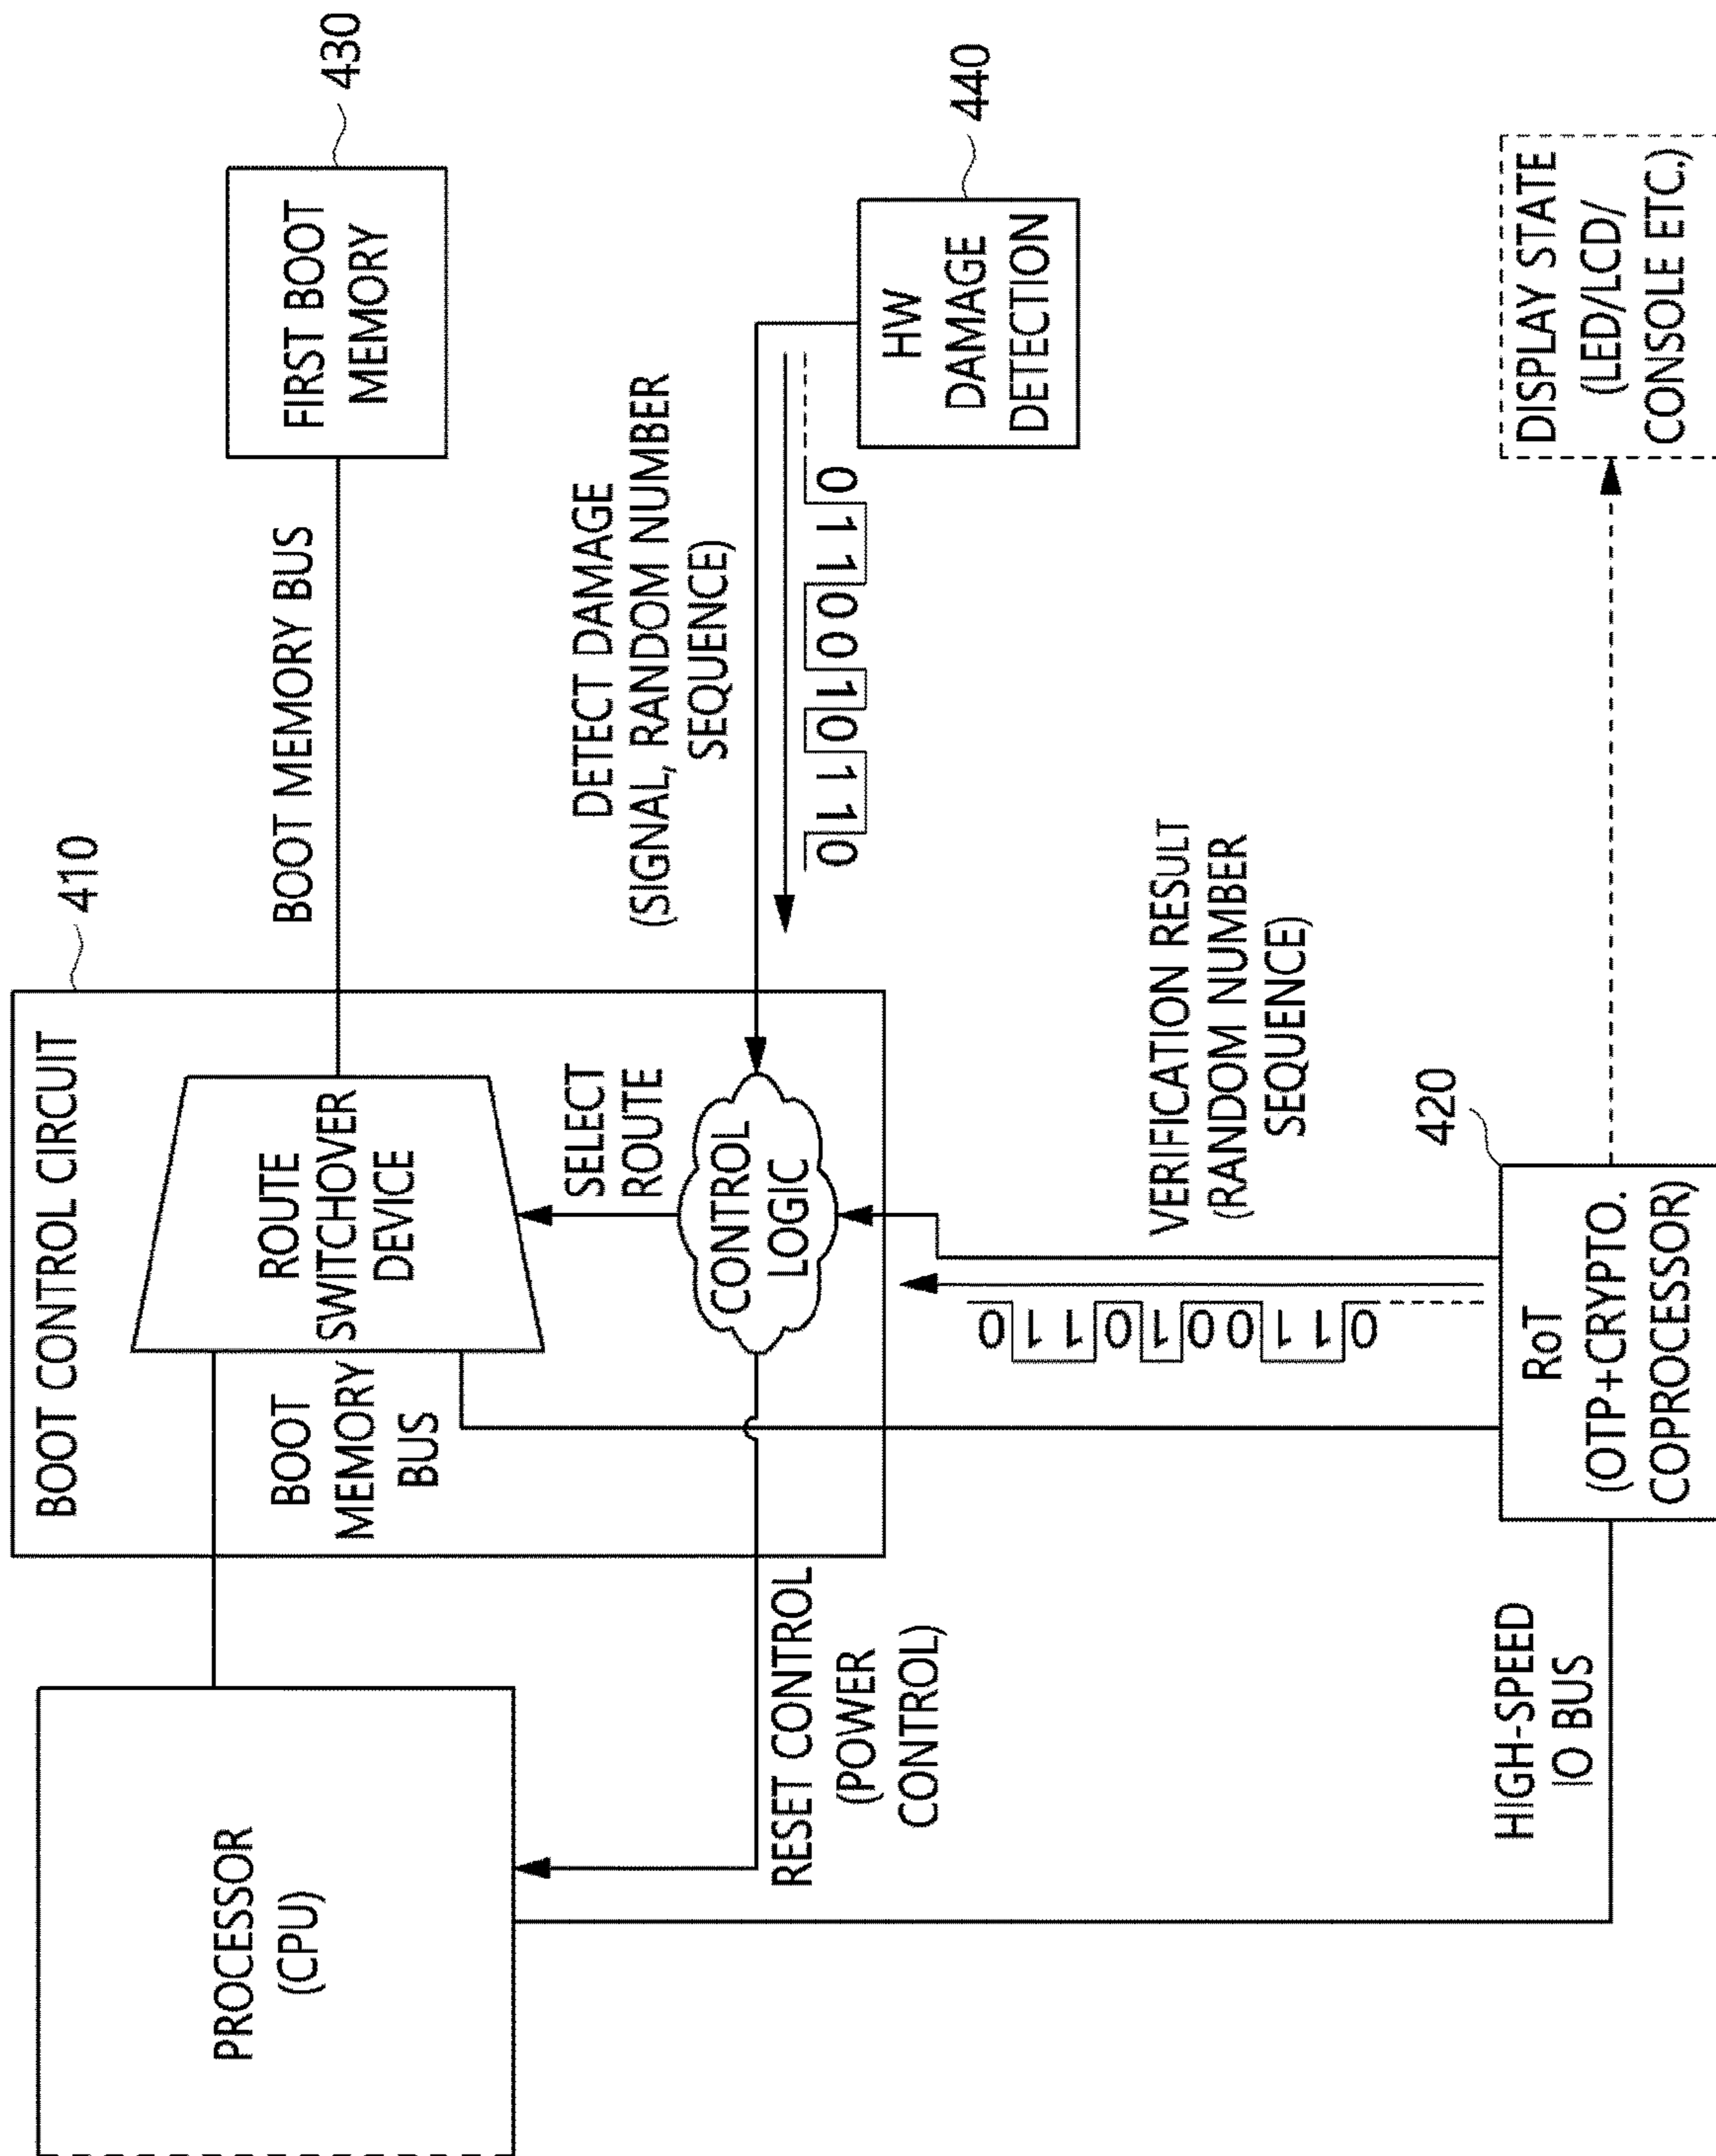 PROCESSOR
(CPU)
BOOT CONTROL CIRCUIT
410
BOOT
MEMORY
BUS
ROUTE
SWITCHOVER
DEVICE
BOOT MEMORY BUS
FIRST BOOT
MEMORY
430
SELECT
ROUTE
CONTROL
LOGIC
RESET CONTROL
(POWER
CONTROL)
DETECT DAMAGE
(SIGNAL, RANDOM NUMBER
SEQUENCE)
0 1 1 0 1 0 0 1 1 0
HW
DAMAGE
DETECTION
440
0 1 1 0 1 0 0 1 1 0
VERIFICATION RESULT
(RANDOM NUMBER
SEQUENCE)
HIGH-SPEED
IO BUS
420
RoT
(OTP+CRYPTO.
COPROCESSOR)
DISPLAY STATE
(LED/LCD/
CONSOLE ETC.)